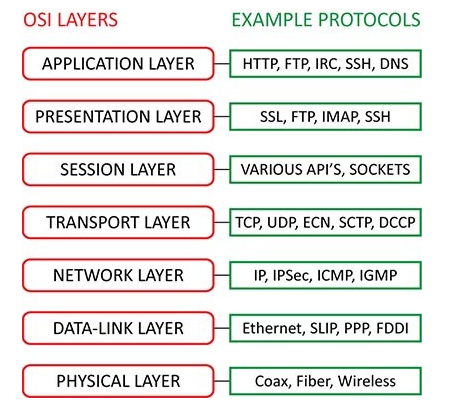 OSI LAYERS EXAMPLE PROTOCOLS
APPLICATION LAYER HTTP, FTP, IRC, SSH, DNS
PRESENTATION LAYER SSL, FTP, IMAP, SSH
SESSION LAYER VARIOUS API'S, SOCKETS
TRANSPORT LAYER TCP, UDP, ECN, SCTP, DCCP
NETWORK LAYER IP, IPSec, ICMP, IGMP
DATA-LINK LAYER Ethernet, SLIP, PPP, FDDI
PHYSICAL LAYER Coax, Fiber, Wireless